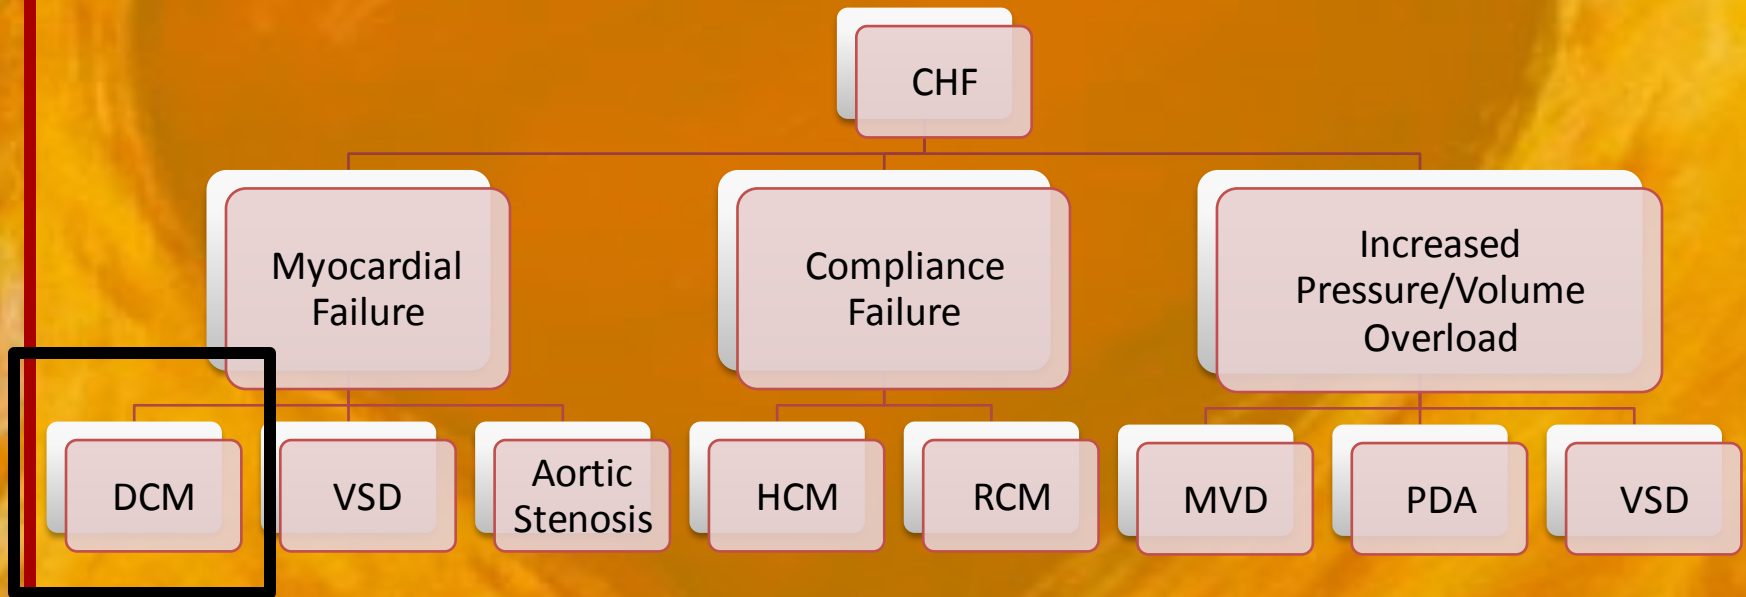 CHF
Myocardial
Failure
Compliance
Failure
Increased
Pressure/Volume
Overload
DCM
VSD
Aortic
Stenosis
HCM
RCM
MVD
PDA
VSD